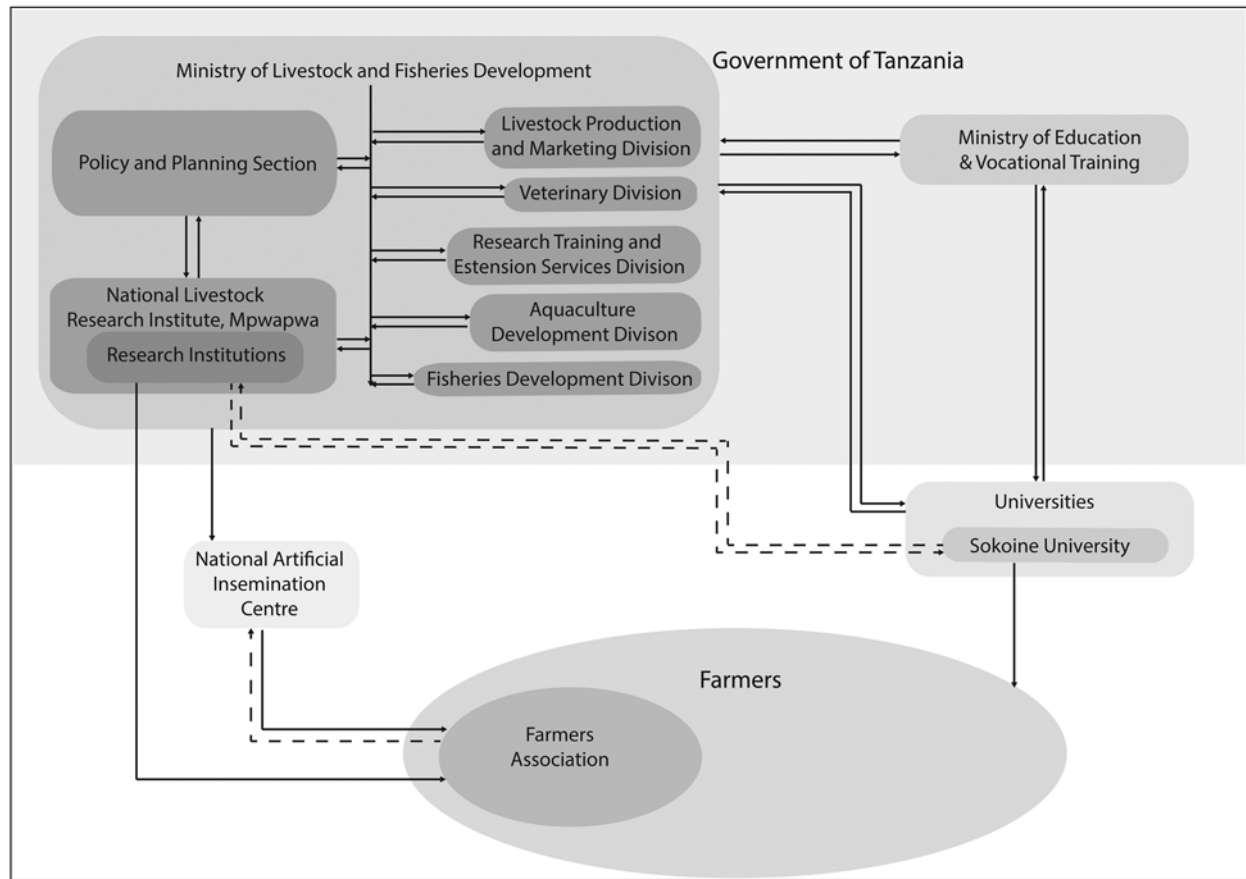 Government of Tanzania
Ministry of Livestock and Fisheries Development
Policy and Planning Section
Livestock Production
and Marketing Division
Veterinary Division
Research Training and
Estension Services Division
Aquaculture
Development Divison
Fisheries Development Divison
National Livestock
Research Institute, Mpwapwa
Research Institutions
Ministry of Education
& Vocational Training
Universities
Sokoine University
National Artificial
Insemination
Centre
Farmers
Farmers
Association